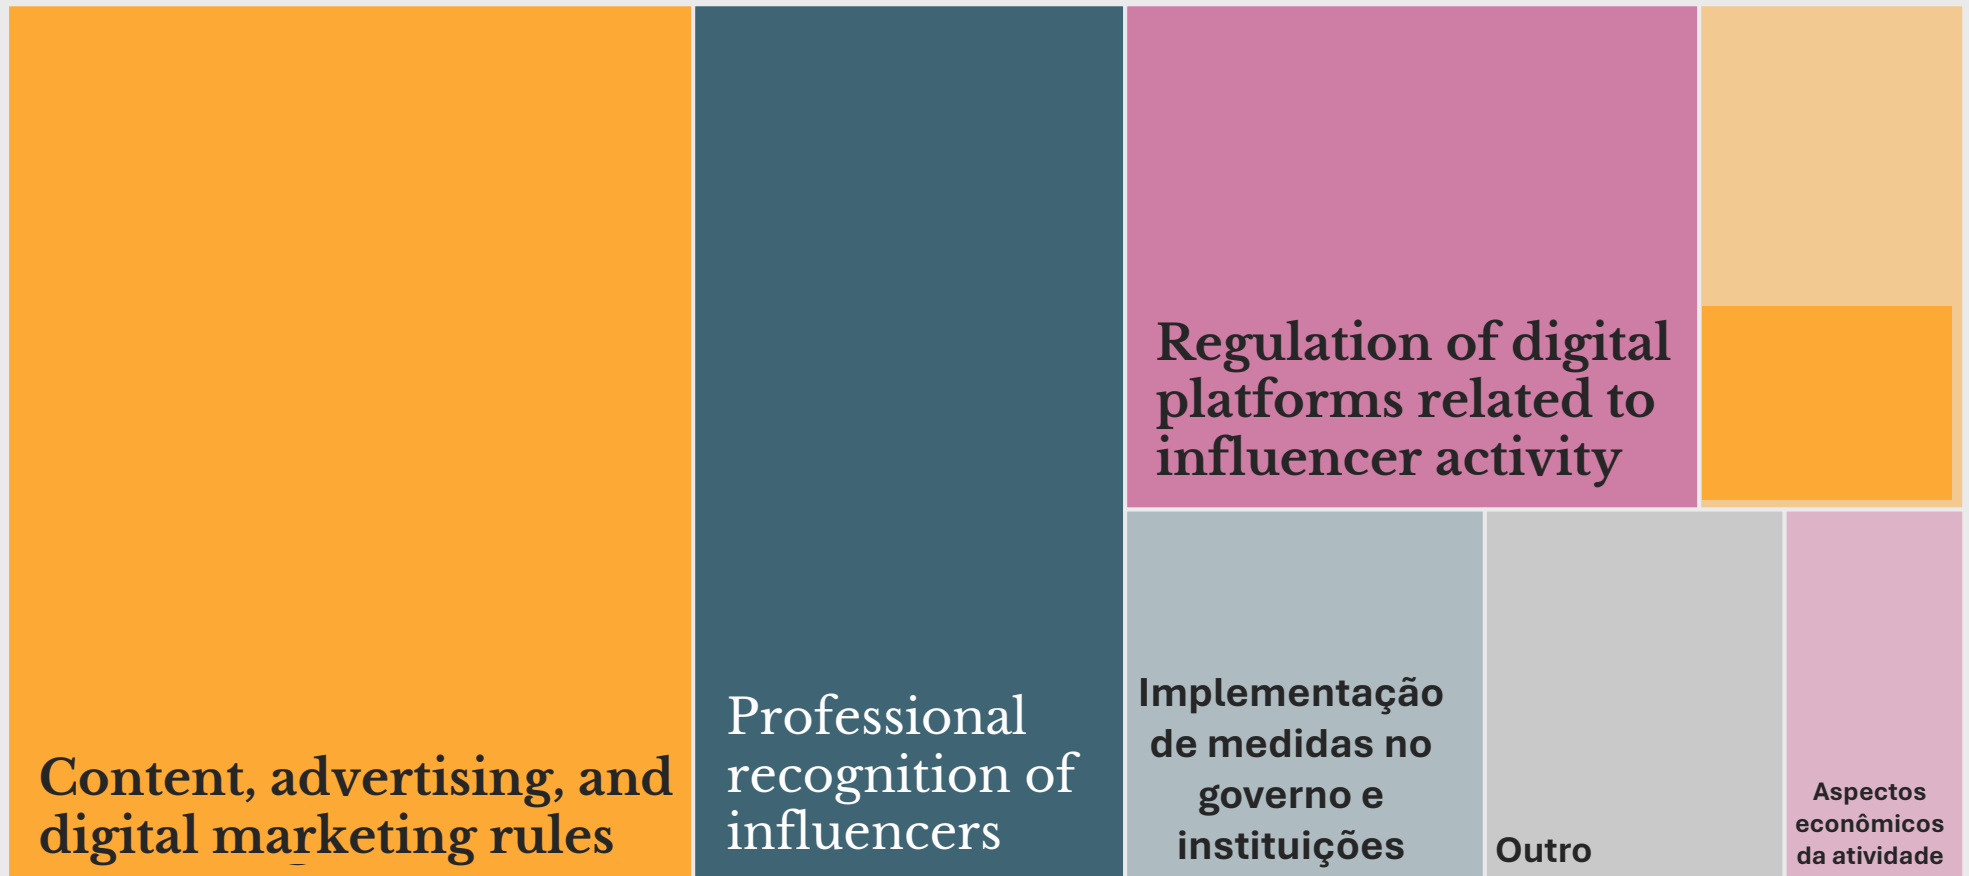 Regulation of digital
platforms related to
influencer activity
Content, advertising, and
digital marketing rules
Professional
recognition of
influencers
Implementação
de medidas no
governo e
instituições
Outro
Aspectos
econômicos
da atividade